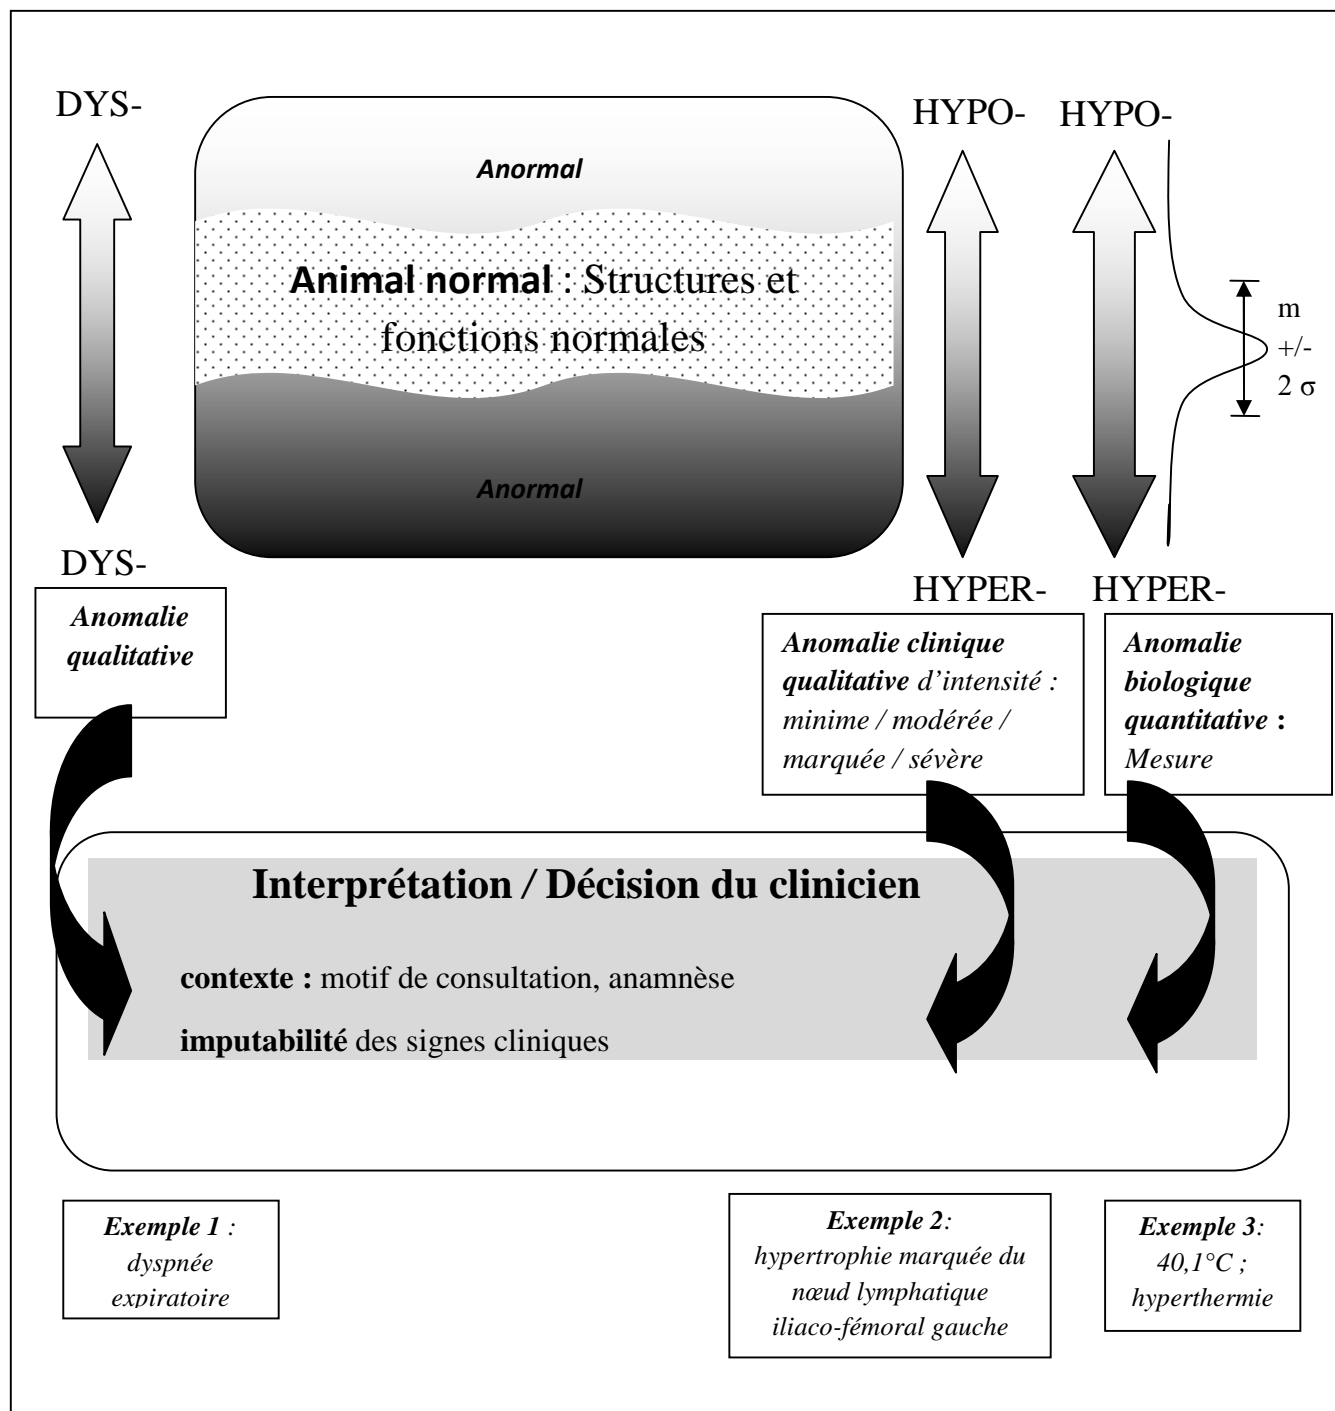 DYS-
HYPO-
HYPO-
Anormal
Animal normal : Structures et
fonctions normales
m
+/-
2 σ
Anormal
DYS-
HYPER-
HYPER-
Anomalie
qualitative
Anomalie clinique
qualitative d’intensité :
minime / modérée /
marquée / sévère
Anomalie
biologique
quantitative :
Mesure
Interprétation / Décision du clinicien
contexte : motif de consultation, anamnèse
imputabilité des signes cliniques
Exemple 1 :
dyspnée
expiratoire
Exemple 2:
hypertrophie marquée du
nœud lymphatique
iliaco-fémoral gauche
Exemple 3:
40,1°C ;
hyperthermie